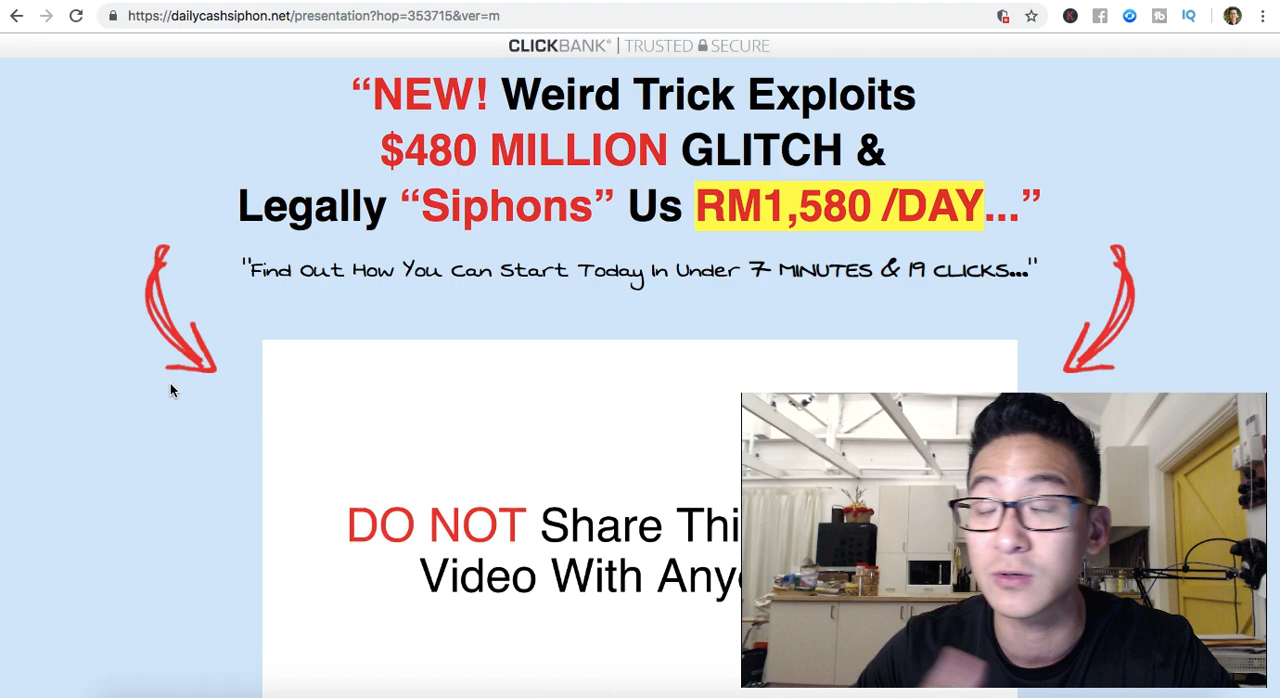 https://dailycashsiphon.net/presentation?hop=353715&ver=m
CLICKBANK® | TRUSTED SECURE
“NEW! Weird Trick Exploits
$480 MILLION GLITCH &
Legally “Siphons” Us RM1,580 /DAY...”
"Find Out How You Can Start Today In Under 7 MINUTES & 19 CLICKS..."
DO NOT Share Thi
Video With Any